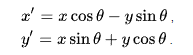 x′ = x cos θ − y sin θ ,
y′ = x sin θ + y cos θ .